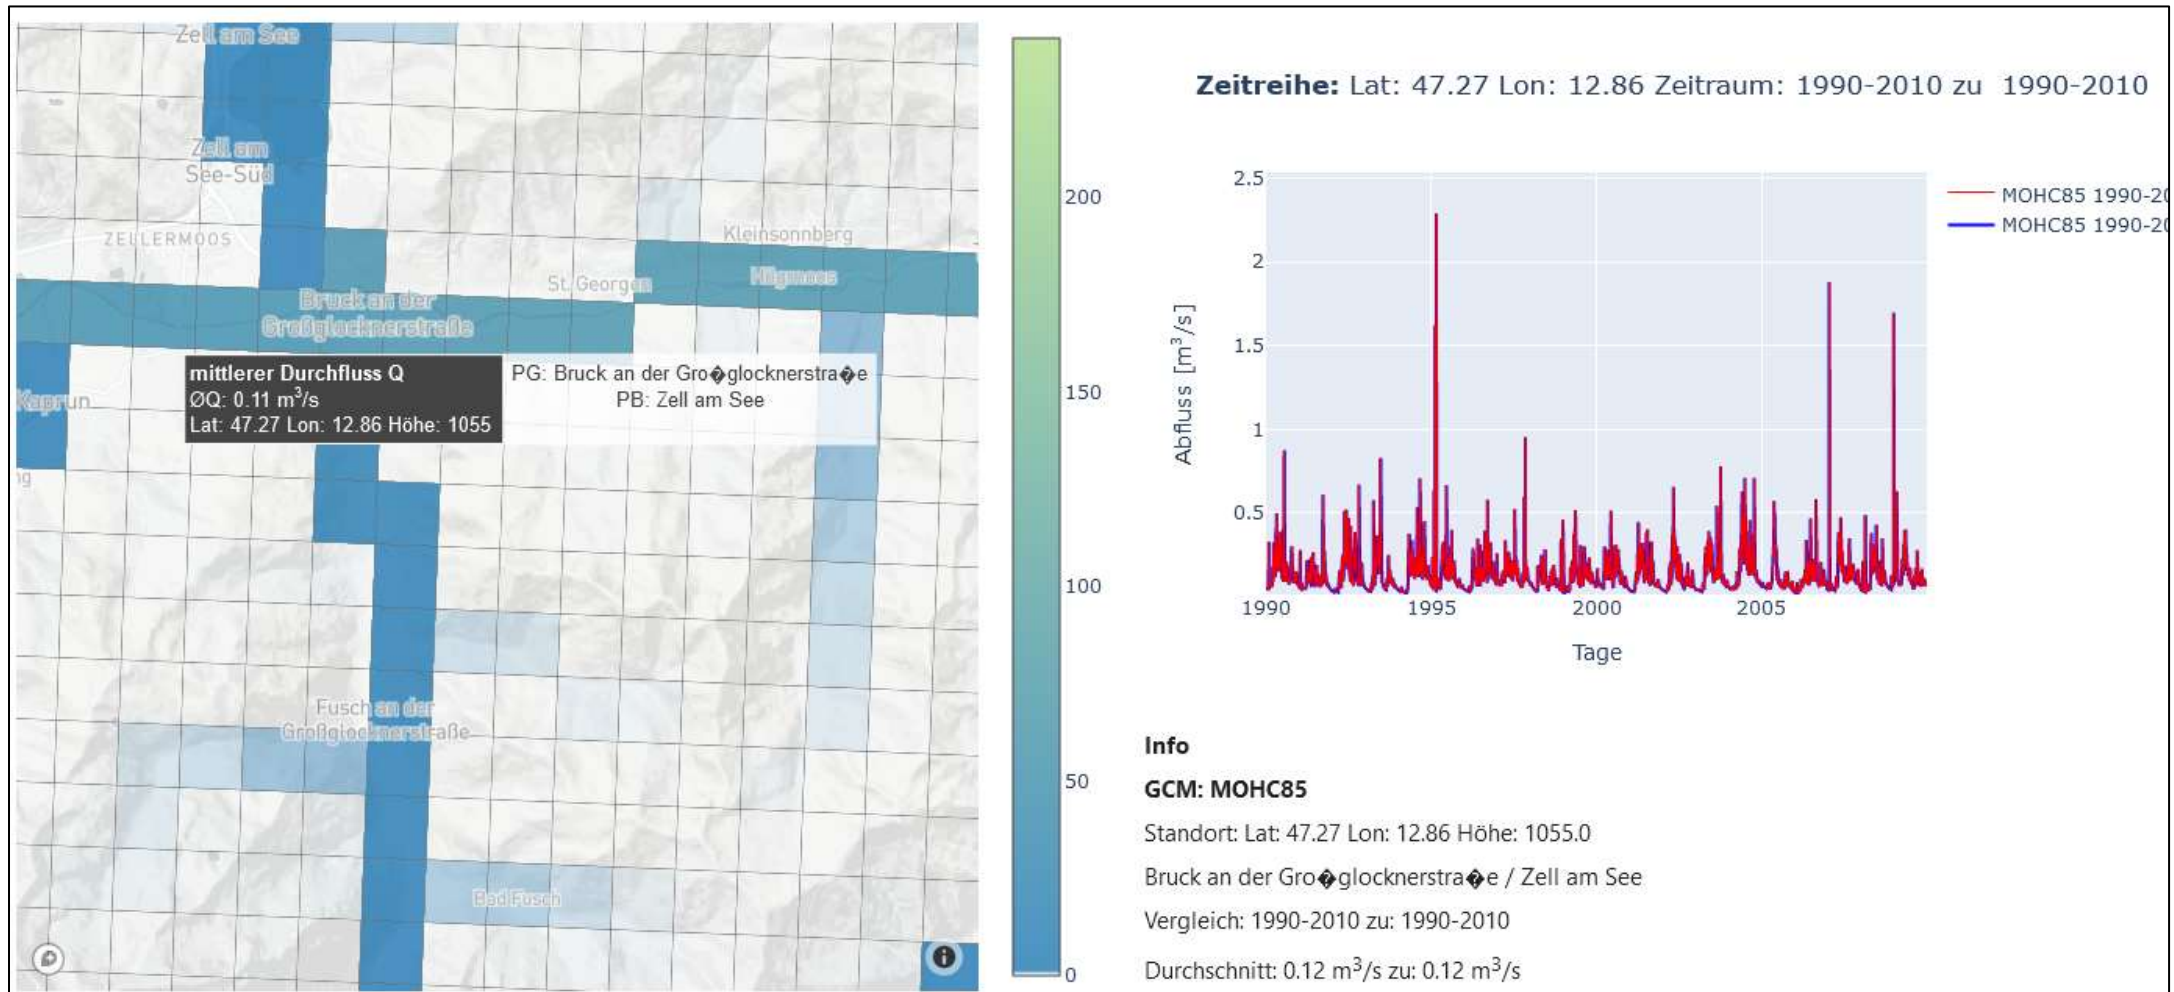 Zell am See
Zell am
See-Süd
ZELLERMOOS
Kleinsonnberg
St. Georgen
Högmoos
Bruck an der
Großglocknerstraße
mittlerer Durchfluss Q
ØQ: 0.11 m³/s
Lat: 47.27 Lon: 12.86 Höhe: 1055
PG: Bruck an der Gro�glocknerstra�e
PB: Zell am See
Kaprun
Fusch an der
Großglocknerstraße
Bad Fusch
200
150
100
50
0
Zeitreihe: Lat: 47.27 Lon: 12.86 Zeitraum: 1990-2010 zu 1990-2010
2.5
2
1.5
1
0.5
Abfluss [m³/s]
1990 1995 2000 2005
Tage
MOHC85 1990-20
MOHC85 1990-20
Info
GCM: MOHC85
Standort: Lat: 47.27 Lon: 12.86 Höhe: 1055.0
Bruck an der Gro�glocknerstra�e / Zell am See
Vergleich: 1990-2010 zu: 1990-2010
Durchschnitt: 0.12 m³/s zu: 0.12 m³/s